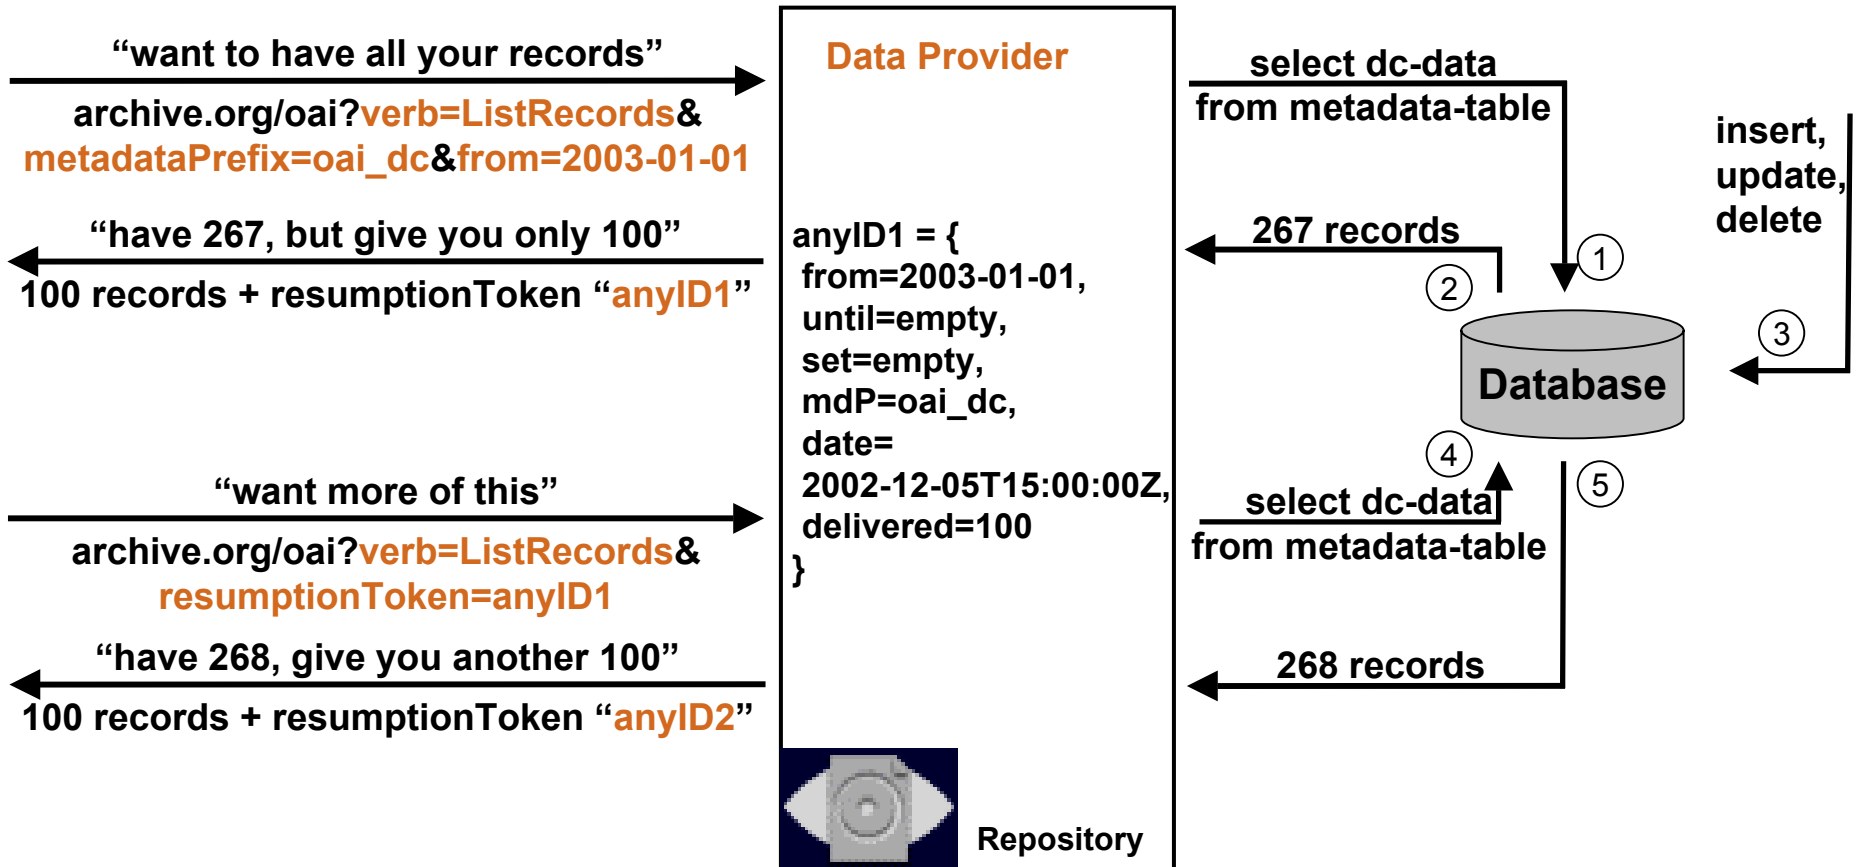 “want to have all your records”
archive.org/oai?verb=ListRecords&
metadataPrefix=oai_dc&from=2003-01-01
“have 267, but give you only 100”
100 records + resumptionToken “anyID1”
“want more of this”
archive.org/oai?verb=ListRecords&
resumptionToken=anyID1
“have 268, give you another 100”
100 records + resumptionToken “anyID2”
Data Provider
anyID1 = {
from=2003-01-01,
until=empty,
set=empty,
mdP=oai_dc,
date=
2002-12-05T15:00:00Z,
delivered=100
}
Repository
select dc-data
from metadata-table
1
267 records
2
insert,
update,
delete
3
Database
4
select dc-data
from metadata-table
5
268 records